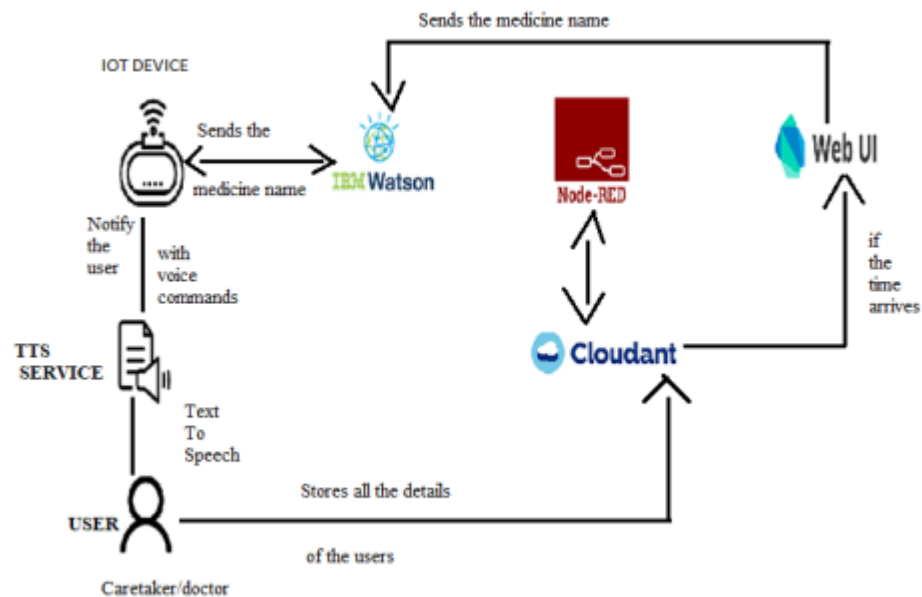 Sends the medicine name
IOT DEVICE
Sends the
medicine name
IBM Watson
Node-RED
Web UI
Notify
the
user
with
voice
commands
if
the
time
arrives
TTS
SERVICE
Cloudant
Text
To
Speech
Stores all the details
of the users
USER
Caretaker/doctor